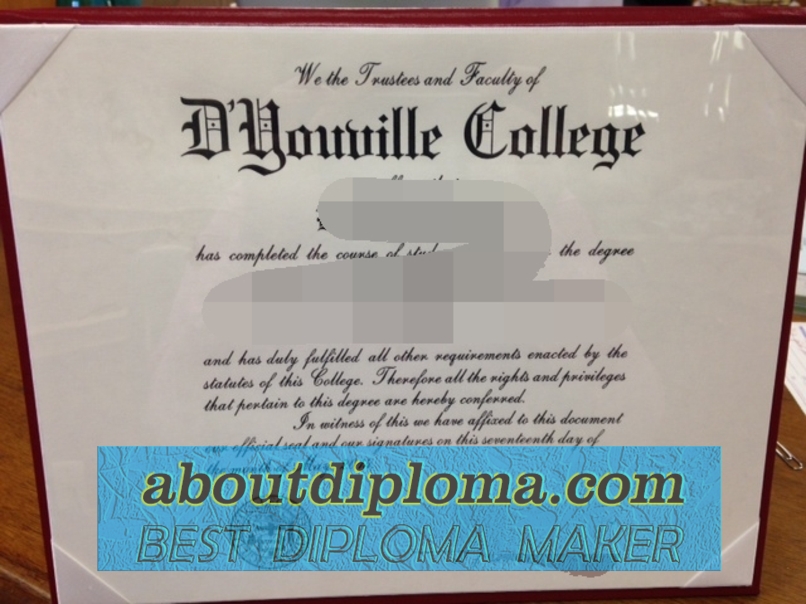 We the Trustees and Faculty of
D'Youville College
has completed the course of the degree
and has duly fulfilled all other requirements enacted by the
statutes of this College. Therefore all the rights and privileges
that pertain to this degree are hereby conferred.
In witness of this we have affixed to this document
our official seal and our signatures on this seventeenth day of
the month
aboutdiploma.com
BEST DIPLOMA MAKER